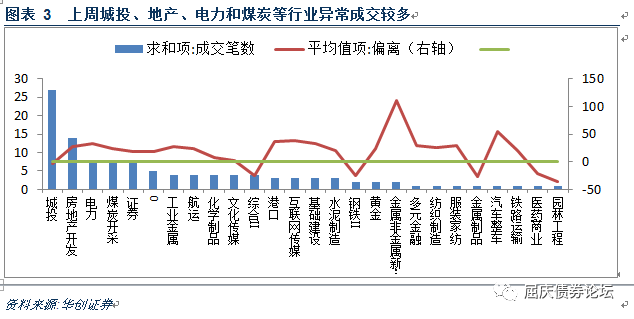 图表 3 上周城投、地产、电力和煤炭等行业异常成交较多
求和项:成交笔数 平均值项:偏离（右轴）
30 150
25 100
20
15 50
10 0
5
0 -50
城投 房地产开发 电力 煤炭开采 证券 0 工业金属 航运 化学制品 文化传媒 综合Ⅱ 港口 互联网传媒 基础建设 水泥制造 钢铁Ⅱ 黄金 金属非金属新… 多元金融 纺织制造 服装家纺 金属制品 汽车整车 铁路运输 医药商业 园林工程
资料来源:华创证券
屈庆债券论坛